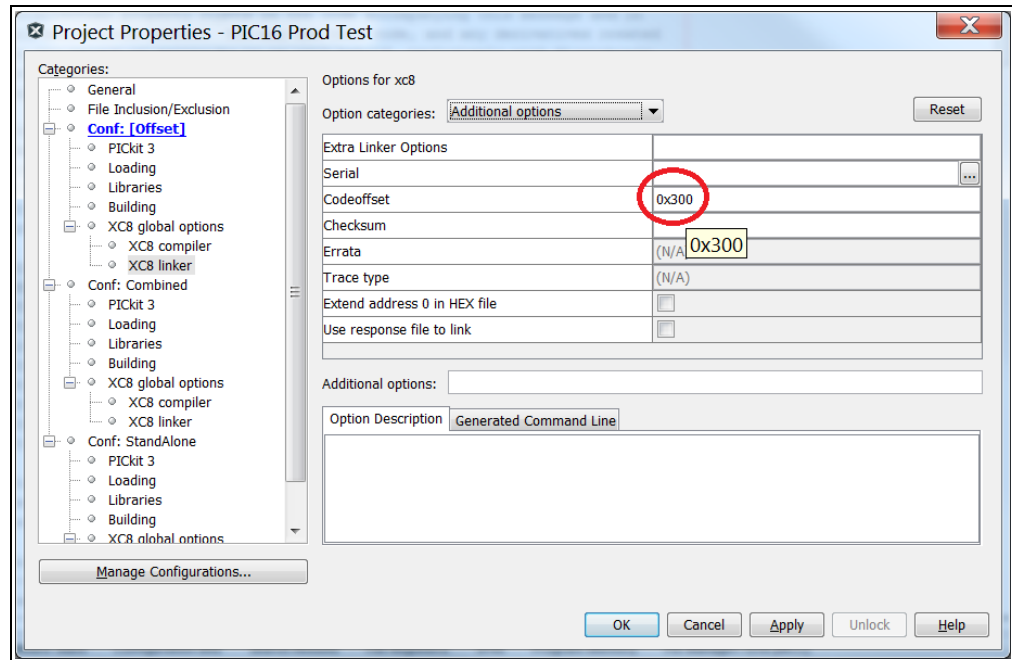 Project Properties - PIC16 Prod Test
X
Categories:
General
File Inclusion/Exclusion
Conf: [Offset]
PICkit 3
Loading
Libraries
Building
XC8 global options
XC8 compiler
XC8 linker
Conf: Combined
PICkit 3
Loading
Libraries
Building
XC8 global options
XC8 compiler
XC8 linker
Conf: StandAlone
PICkit 3
Loading
Libraries
Building
XC8 global options
Manage Configurations...
Options for xc8
Option categories: Additional options
Reset
Extra Linker Options
Serial ...
Codeoffset 0x300
Checksum
Errata (N/A
0x300
Trace type (N/A)
Extend address 0 in HEX file
Use response file to link
Additional options:
Option Description Generated Command Line
OK Cancel Apply Unlock Help